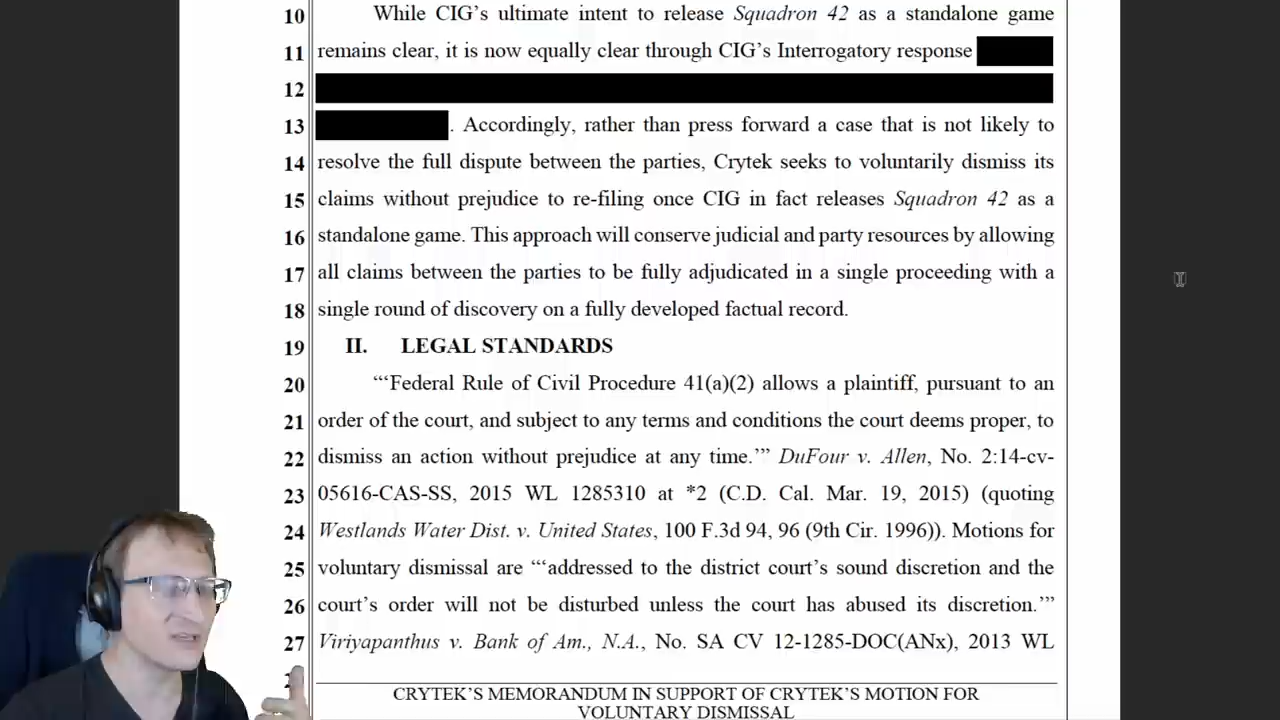 10 While CIG's ultimate intent to release Squadron 42 as a standalone game
11 remains clear, it is now equally clear through CIG's Interrogatory response
12
13 . Accordingly, rather than press forward a case that is not likely to
14 resolve the full dispute between the parties, Crytek seeks to voluntarily dismiss its
15 claims without prejudice to re-filing once CIG in fact releases Squadron 42 as a
16 standalone game. This approach will conserve judicial and party resources by allowing
17 all claims between the parties to be fully adjudicated in a single proceeding with a
18 single round of discovery on a fully developed factual record.
19 II. LEGAL STANDARDS
20 “‘Federal Rule of Civil Procedure 41(a)(2) allows a plaintiff, pursuant to an
21 order of the court, and subject to any terms and conditions the court deems proper, to
22 dismiss an action without prejudice at any time.’” DuFour v. Allen, No. 2:14-cv-
23 05616-CAS-SS, 2015 WL 1285310 at *2 (C.D. Cal. Mar. 19, 2015) (quoting
24 Westlands Water Dist. v. United States, 100 F.3d 94, 96 (9th Cir. 1996)). Motions for
25 voluntary dismissal are “‘addressed to the district court’s sound discretion and the
26 court’s order will not be disturbed unless the court has abused its discretion.’”
27 Viriyapanthus v. Bank of Am., N.A., No. SA CV 12-1285-DOC(ANx), 2013 WL
CRYTEK’S MEMORANDUM IN SUPPORT OF CRYTEK’S MOTION FOR
VOLUNTARY DISMISSAL